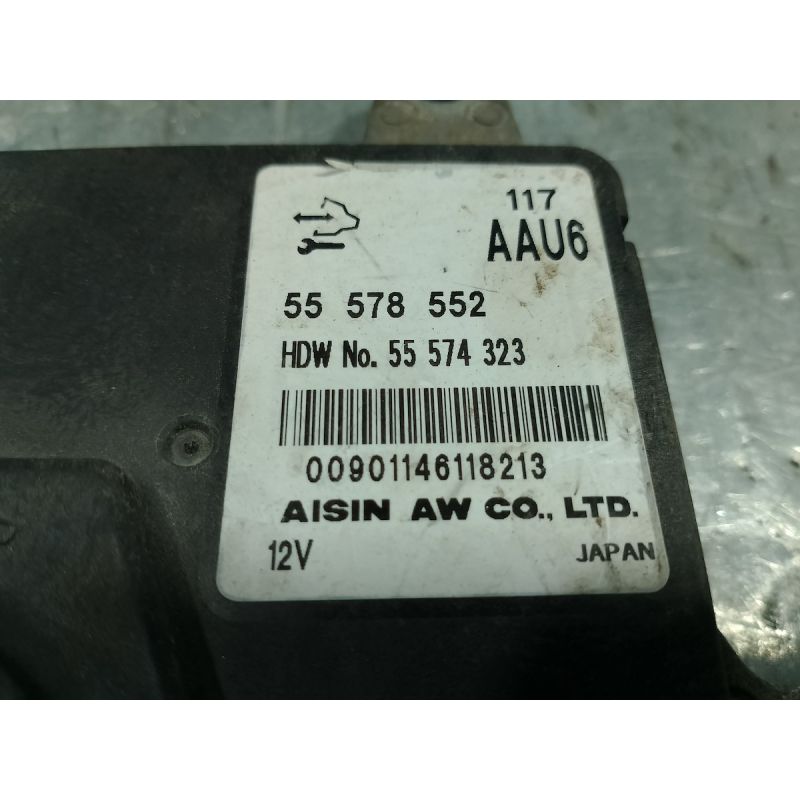 117
AAU6
55 578 552
HDW No. 55 574 323
00901146118213
AISIN AW CO., LTD.
12V
JAPAN